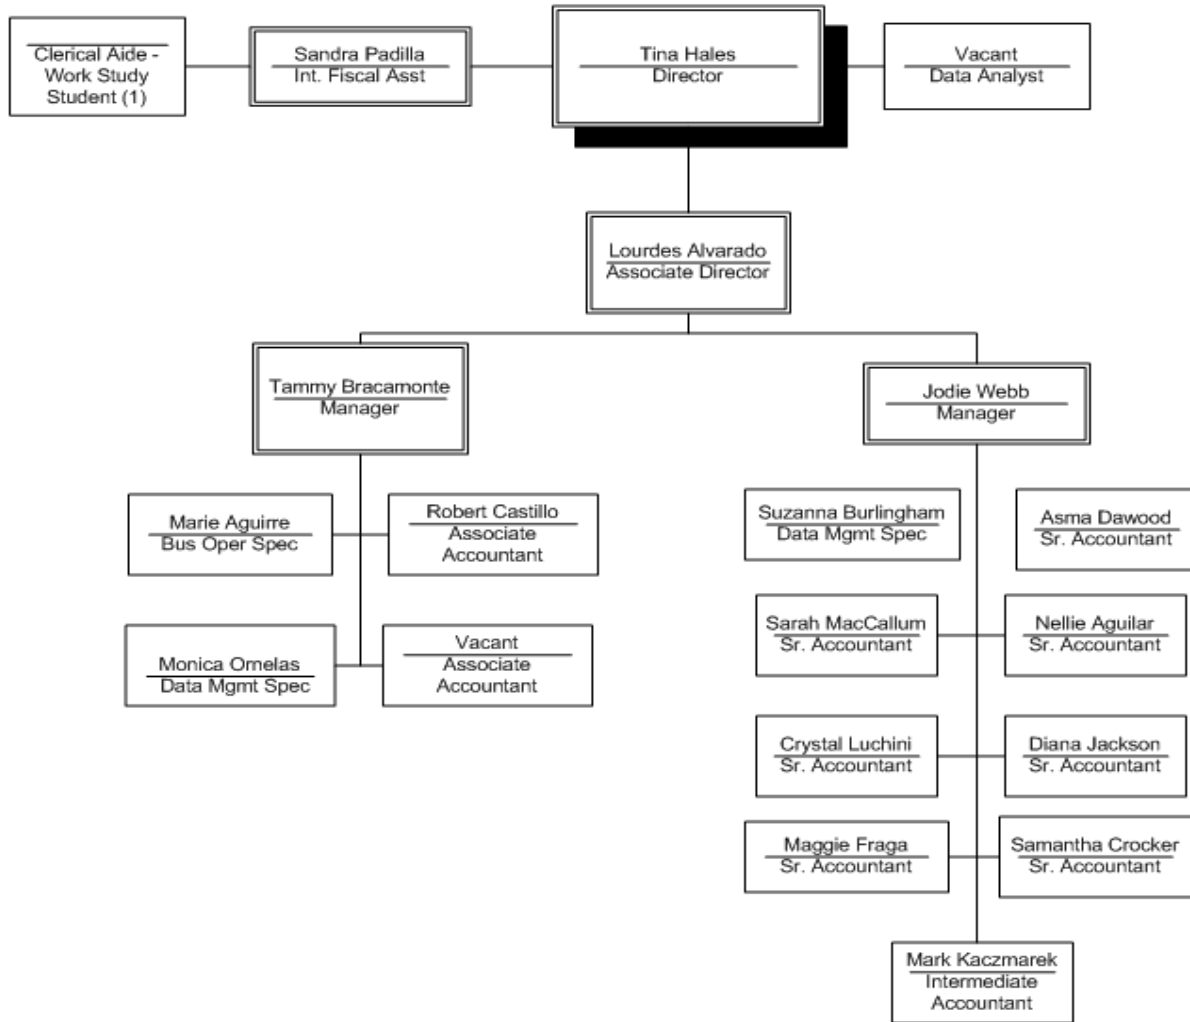 Clerical Aide -
Work Study
Student (1)
Sandra Padilla
Int. Fiscal Asst
Tina Hales
Director
Vacant
Data Analyst
Lourdes Alvarado
Associate Director
Tammy Bracamonte
Manager
Jodie Webb
Manager
Marie Aguirre
Bus Oper Spec
Robert Castillo
Associate
Accountant
Suzanna Burlingham
Data Mgmt Spec
Asma Dawood
Sr. Accountant
Monica Ornelas
Data Mgmt Spec
Vacant
Associate
Accountant
Sarah MacCallum
Sr. Accountant
Nellie Aguilar
Sr. Accountant
Crystal Luchini
Sr. Accountant
Diana Jackson
Sr. Accountant
Maggie Fraga
Sr. Accountant
Samantha Crocker
Sr. Accountant
Mark Kaczmarek
Intermediate
Accountant